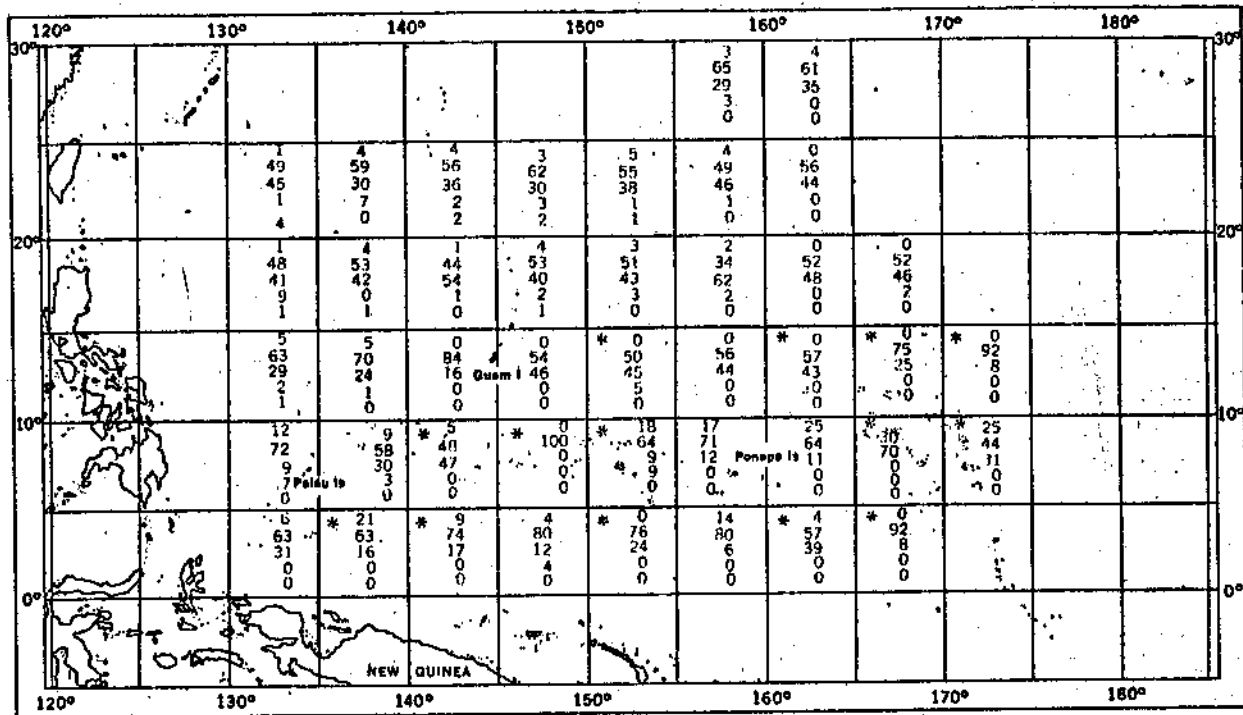 120° 130° 140° 150° 160° 170° 180°
30° 30°
3 4
65 61
29 35
3 0
0 0
1 4 4 3 5 4 0
49 59 56 62 55 49 56
45 30 36 30 38 46 44
1 7 2 3 1 1 0
4 0 2 2 1 0 0
20° 20°
1 4 1 4 3 2 0 0
48 53 44 53 51 34 52 52
41 42 54 40 43 62 48 46
9 0 1 2 3 2 0 2
1 1 0 1 0 0 0 0
5 5 0 0 * 0 0 * 0 * 0 * 0
63 70 84 54 50 56 57 75 92
29 24 16 Guam I 46 45 44 43 25 8
2 1 0 0 5 0 0 0 0
1 0 0 0 0 0 0 0 0
10° 10°
12 9 * 5 * 0 * 18 17 25 * * 25
72 58 48 100 64 71 64 30 44
9 30 47 0 9 12 Ponape Is 11 70 31
7 Palau Is 3 0 0 9 0 0 0 0
0 0 0 0 0 0 0 0 0
6 * 21 * 9 4 * 0 14 * 4 * 0
63 63 74 80 76 80 57 92
31 16 17 12 24 6 39 8
0 0 0 4 0 0 0 0
0 0 0 0 0 0 0 0
0° 0°
NEW GUINEA
120° 130° 140° 150° 160° 170° 180°